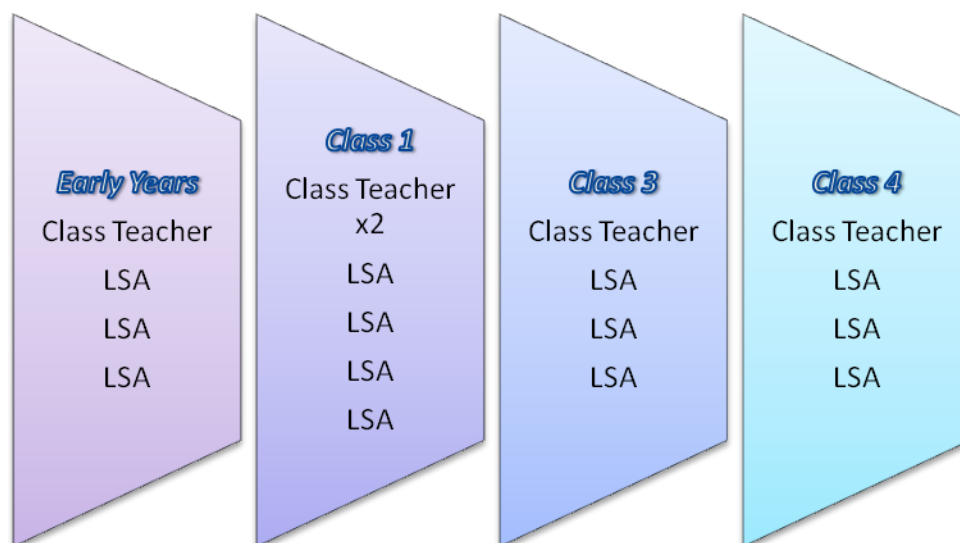 Early Years
Class Teacher
LSA
LSA
LSA
Class 1
Class Teacher
x2
LSA
LSA
LSA
LSA
Class 3
Class Teacher
LSA
LSA
LSA
Class 4
Class Teacher
LSA
LSA
LSA